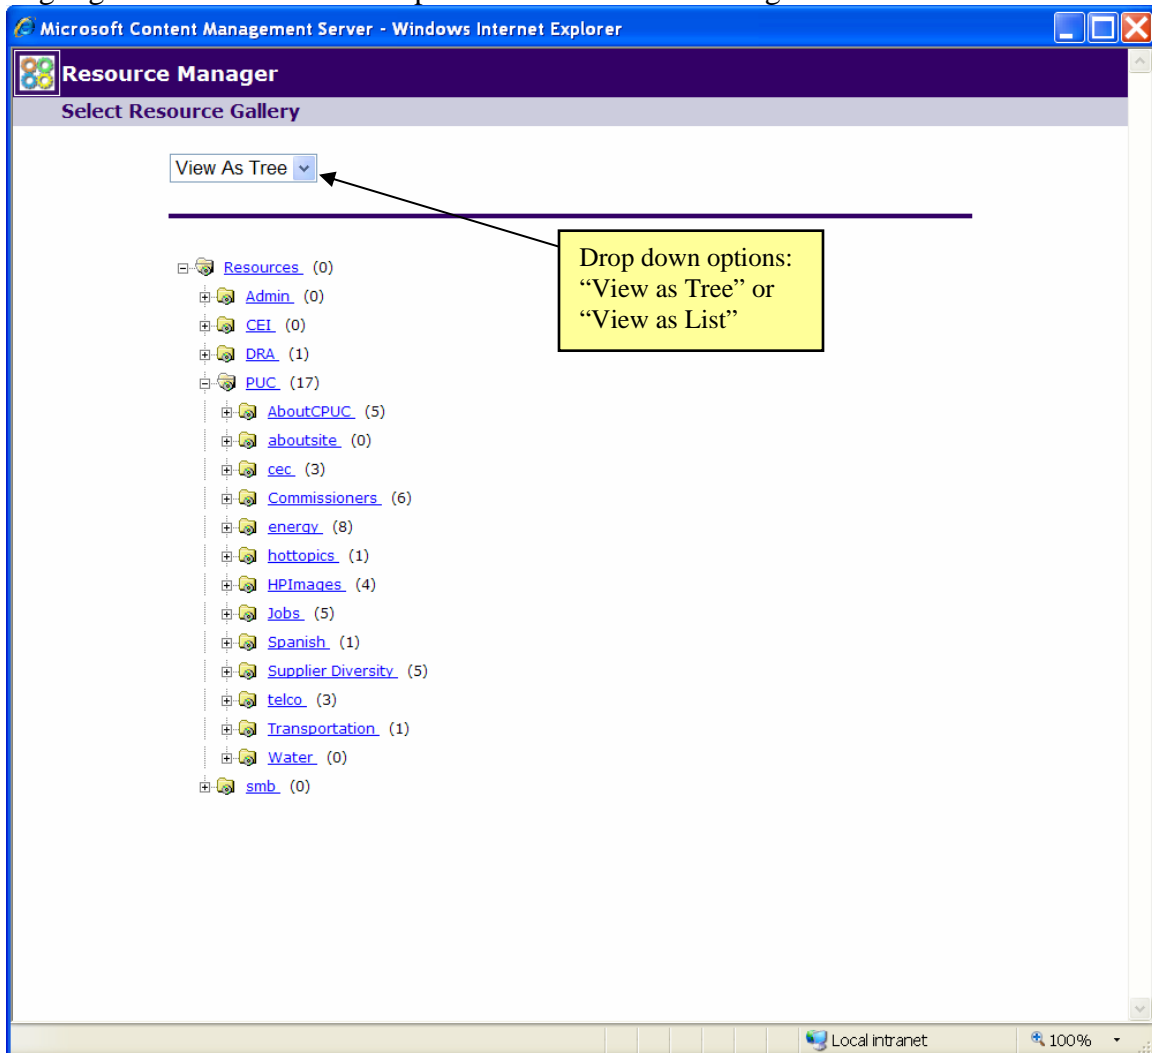 Microsoft Content Management Server - Windows Internet Explorer
Resource Manager
Select Resource Gallery
View As Tree
Drop down options:
“View as Tree” or
“View as List”
Resources (0)
Admin (0)
CEI (0)
DRA (1)
PUC (17)
AboutCPUC (5)
aboutsite (0)
cec (3)
Commissioners (6)
energy (8)
hottopics (1)
HPImages (4)
Jobs (5)
Spanish (1)
Supplier Diversity (5)
telco (3)
Transportation (1)
Water (0)
smb (0)
Local intranet 100%